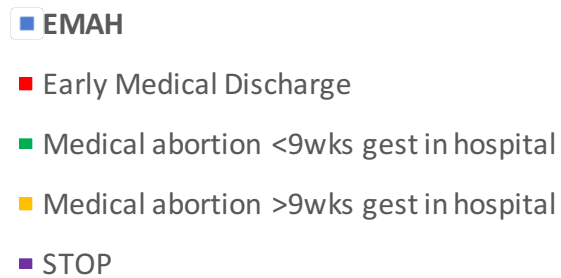 EMAH
Early Medical Discharge
Medical abortion <9wks gest in hospital
Medical abortion >9wks gest in hospital
STOP